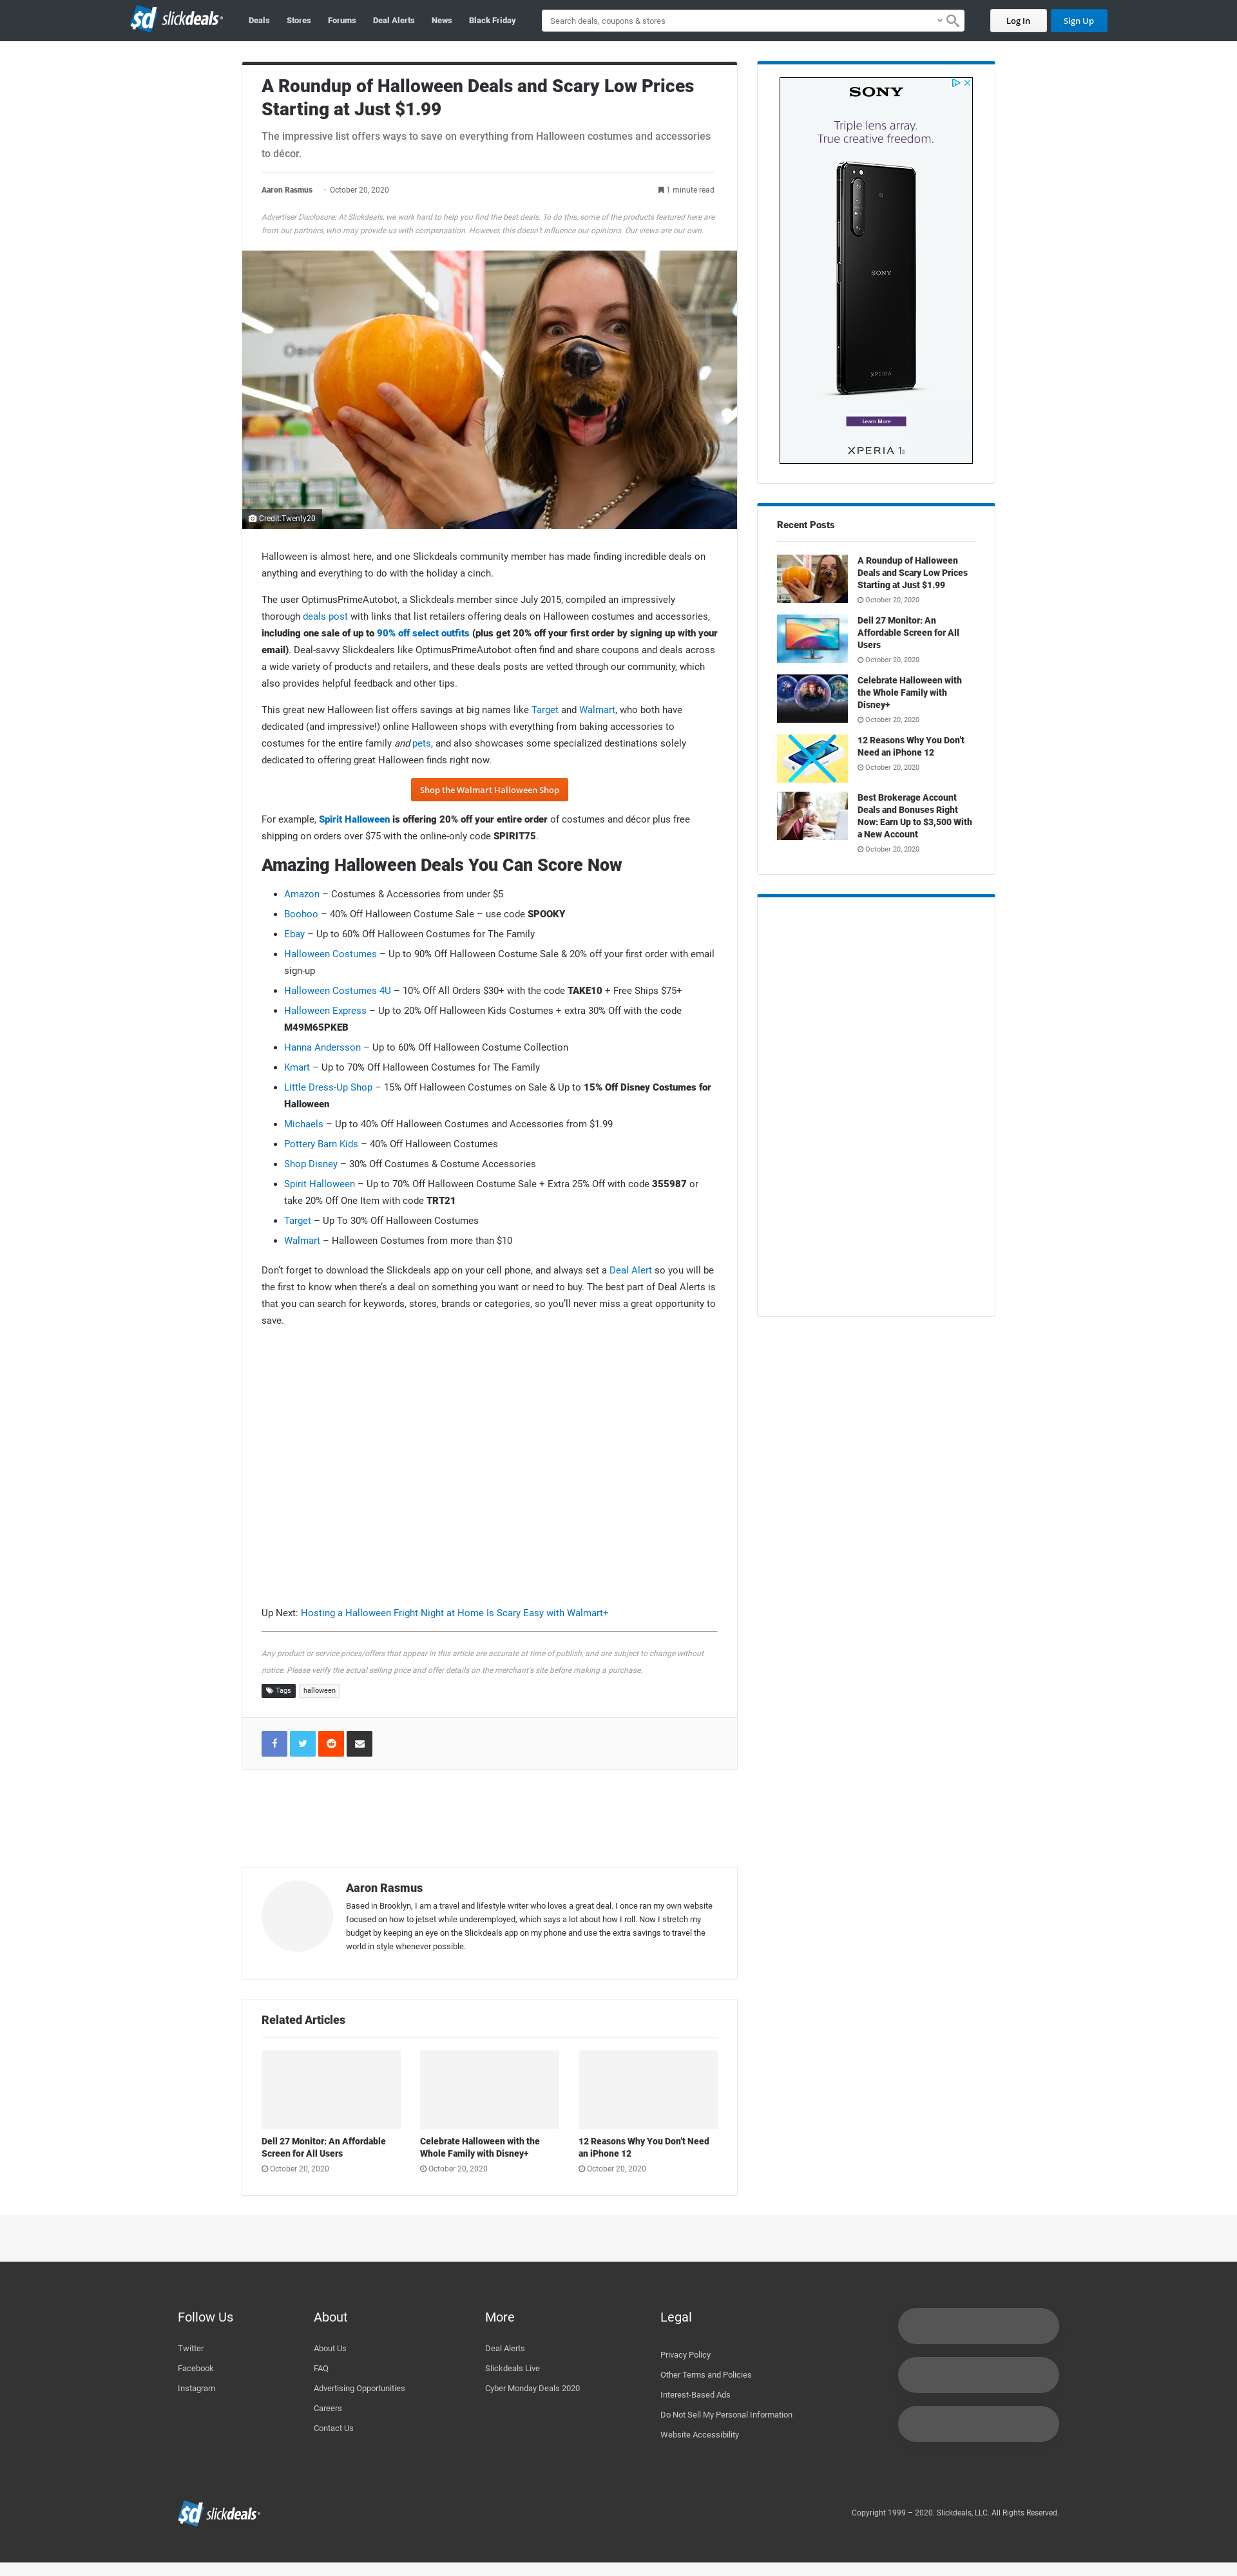 slickdeals
Deals
Stores
Forums
Deal Alerts
News
Black Friday
Search deals, coupons & stores
Log In
Sign Up
A Roundup of Halloween Deals and Scary Low Prices
Starting at Just $1.99
The impressive list offers ways to save on everything from Halloween costumes and accessories
to décor.
Aaron Rasmus - October 20, 2020
1 minute read
Advertiser Disclosure: At Slickdeals, we work hard to help you find the best deals. To do this, some of the products featured here are
from our partners, who may provide us with compensation. However, this doesn't influence our opinions. Our views are our own.
Credit:Twenty20
Halloween is almost here, and one Slickdeals community member has made finding incredible deals on
anything and everything to do with the holiday a cinch.
The user OptimusPrimeAutobot, a Slickdeals member since July 2015, compiled an impressively
thorough deals post with links that list retailers offering deals on Halloween costumes and accessories,
including one sale of up to 90% off select outfits (plus get 20% off your first order by signing up with your
email). Deal-savvy Slickdealers like OptimusPrimeAutobot often find and share coupons and deals across
a wide variety of products and retailers, and these deals posts are vetted through our community, which
also provides helpful feedback and other tips.
This great new Halloween list offers savings at big names like Target and Walmart, who both have
dedicated (and impressive!) online Halloween shops with everything from baking accessories to
costumes for the entire family and pets, and also showcases some specialized destinations solely
dedicated to offering great Halloween finds right now.
Shop the Walmart Halloween Shop
For example, Spirit Halloween is offering 20% off your entire order of costumes and décor plus free
shipping on orders over $75 with the online-only code SPIRIT75.
Amazing Halloween Deals You Can Score Now
Amazon – Costumes & Accessories from under $5
Boohoo – 40% Off Halloween Costume Sale – use code SPOOKY
Ebay – Up to 60% Off Halloween Costumes for The Family
Halloween Costumes – Up to 90% Off Halloween Costume Sale & 20% off your first order with email
sign-up
Halloween Costumes 4U – 10% Off All Orders $30+ with the code TAKE10 + Free Ships $75+
Halloween Express – Up to 20% Off Halloween Kids Costumes + extra 30% Off with the code
M49M65PKEB
Hanna Andersson – Up to 60% Off Halloween Costume Collection
Kmart – Up to 70% Off Halloween Costumes for The Family
Little Dress-Up Shop – 15% Off Halloween Costumes on Sale & Up to 15% Off Disney Costumes for
Halloween
Michaels – Up to 40% Off Halloween Costumes and Accessories from $1.99
Pottery Barn Kids – 40% Off Halloween Costumes
Shop Disney – 30% Off Costumes & Costume Accessories
Spirit Halloween – Up to 70% Off Halloween Costume Sale + Extra 25% Off with code 355987 or
take 20% Off One Item with code TRT21
Target – Up To 30% Off Halloween Costumes
Walmart – Halloween Costumes from more than $10
Don't forget to download the Slickdeals app on your cell phone, and always set a Deal Alert so you will be
the first to know when there's a deal on something you want or need to buy. The best part of Deal Alerts is
that you can search for keywords, stores, brands or categories, so you'll never miss a great opportunity to
save.
Up Next: Hosting a Halloween Fright Night at Home Is Scary Easy with Walmart+
Any product or service prices/offers that appear in this article are accurate at time of publish, and are subject to change without
notice. Please verify the actual selling price and offer details on the merchant's site before making a purchase.
Tags
halloween
Aaron Rasmus
Based in Brooklyn, I am a travel and lifestyle writer who loves a great deal. I once ran my own website
focused on how to jetset while underemployed, which says a lot about how I roll. Now I stretch my
budget by keeping an eye on the Slickdeals app on my phone and use the extra savings to travel the
world in style whenever possible.
Related Articles
Dell 27 Monitor: An Affordable
Screen for All Users
October 20, 2020
Celebrate Halloween with the
Whole Family with Disney+
October 20, 2020
12 Reasons Why You Don't Need
an iPhone 12
October 20, 2020
SONY
Triple lens array.
True creative freedom.
SONY
XPERIA
Learn More
XPERIA 1 II
Recent Posts
A Roundup of Halloween
Deals and Scary Low Prices
Starting at Just $1.99
October 20, 2020
Dell 27 Monitor: An
Affordable Screen for All
Users
October 20, 2020
Celebrate Halloween with
the Whole Family with
Disney+
October 20, 2020
12 Reasons Why You Don't
Need an iPhone 12
October 20, 2020
Best Brokerage Account
Deals and Bonuses Right
Now: Earn Up to $3,500 With
a New Account
October 20, 2020
Follow Us
Twitter
Facebook
Instagram
About
About Us
FAQ
Advertising Opportunities
Careers
Contact Us
More
Deal Alerts
Slickdeals Live
Cyber Monday Deals 2020
Legal
Privacy Policy
Other Terms and Policies
Interest-Based Ads
Do Not Sell My Personal Information
Website Accessibility
slickdeals
Copyright 1999 – 2020. Slickdeals, LLC. All Rights Reserved.